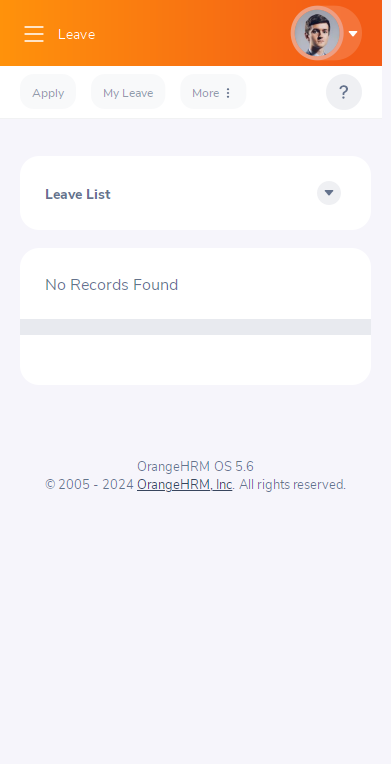 Leave
Apply
My Leave
More
?
Leave List
No Records Found
OrangeHRM OS 5.6
© 2005 - 2024 OrangeHRM, Inc. All rights reserved.